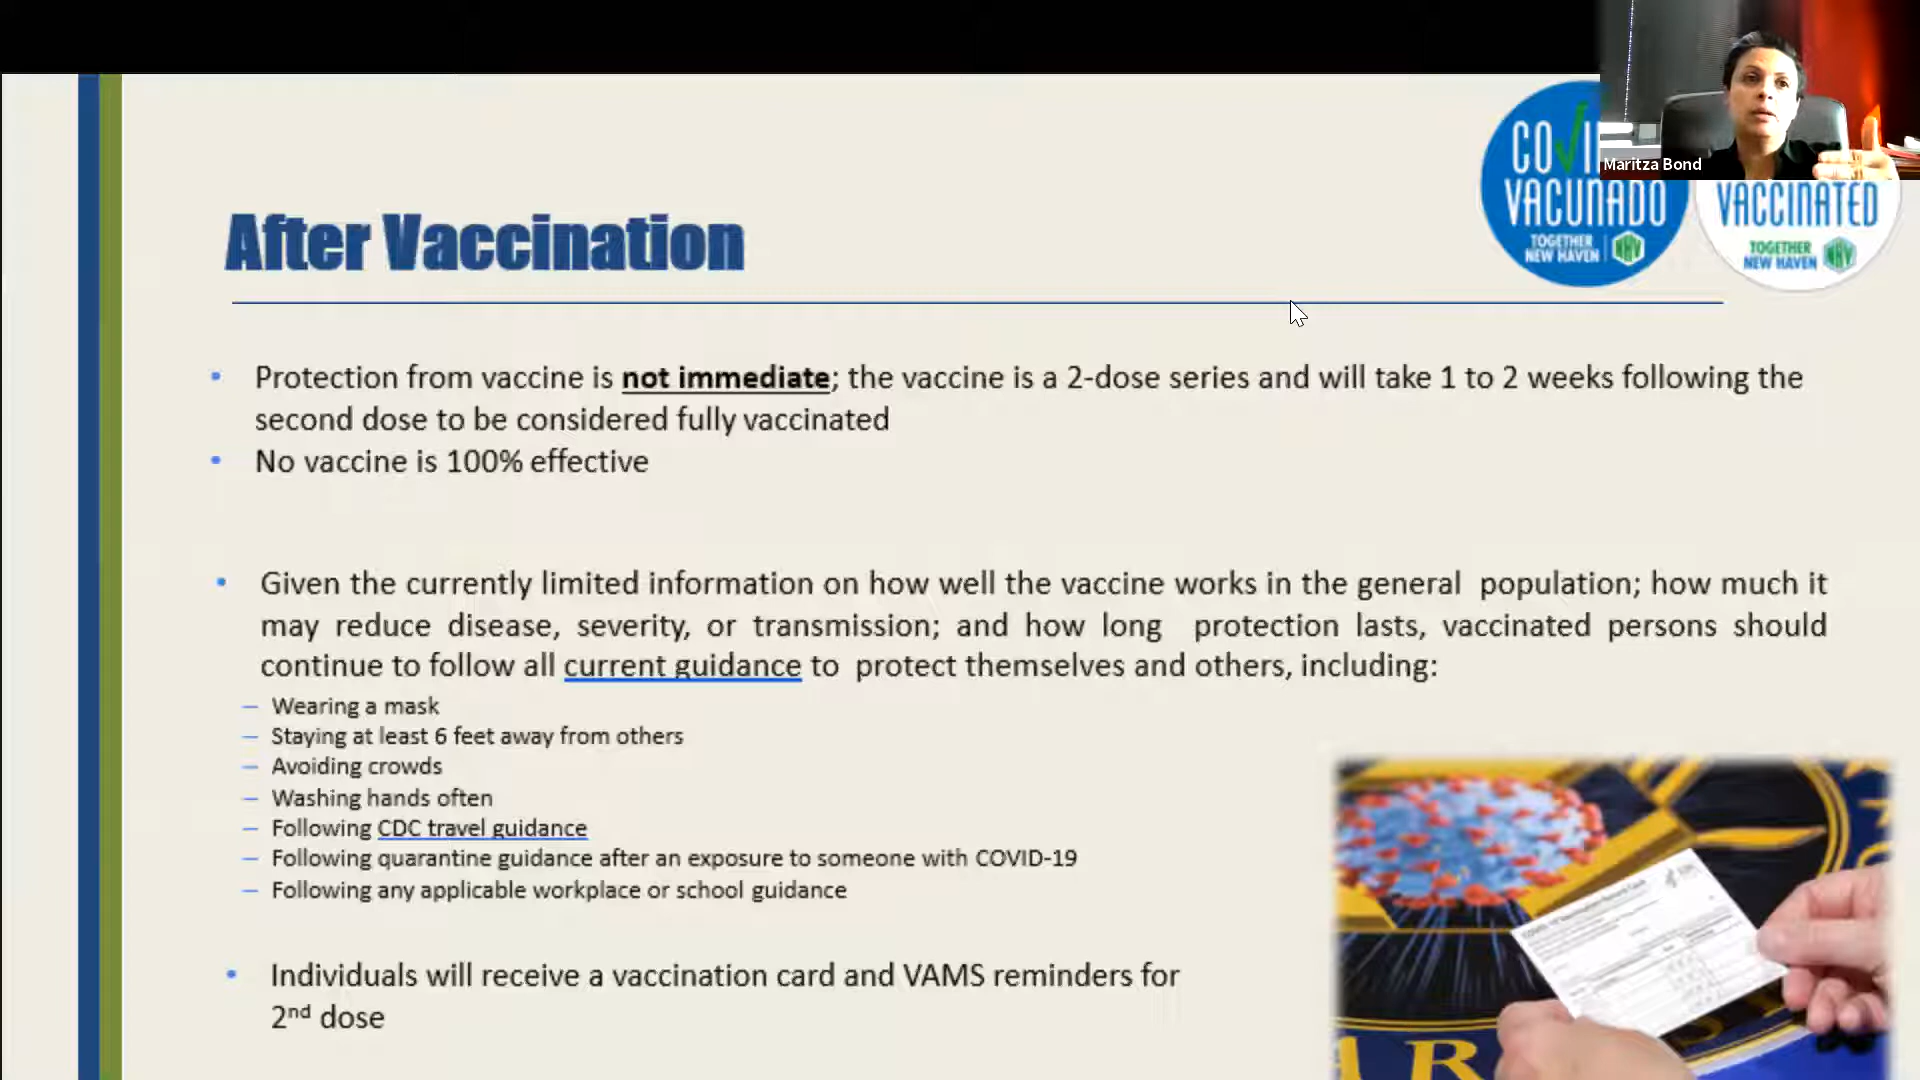 Maritza Bond
COVI
VACUNADO
TOGETHER
NEW HAVEN
NHV
VACCINATED
TOGETHER
NEW HAVEN
NHV
After Vaccination
• Protection from vaccine is not immediate; the vaccine is a 2-dose series and will take 1 to 2 weeks following the
second dose to be considered fully vaccinated
• No vaccine is 100% effective
• Given the currently limited information on how well the vaccine works in the general population; how much it
may reduce disease, severity, or transmission; and how long protection lasts, vaccinated persons should
continue to follow all current guidance to protect themselves and others, including:
– Wearing a mask
– Staying at least 6 feet away from others
– Avoiding crowds
– Washing hands often
– Following CDC travel guidance
– Following quarantine guidance after an exposure to someone with COVID-19
– Following any applicable workplace or school guidance
• Individuals will receive a vaccination card and VAMS reminders for
2nd dose